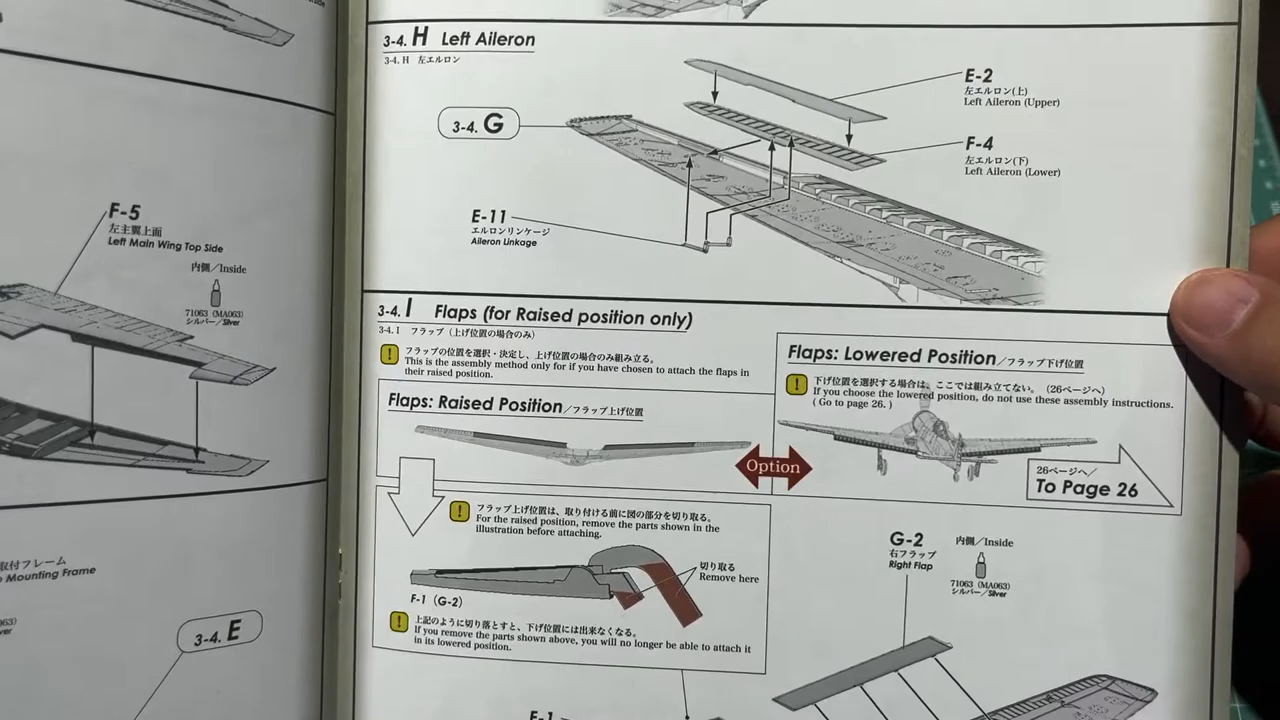 F-5
左主翼上面
Left Main Wing Top Side
内側／Inside
71063 (MA063)
シルバー／Silver
取付フレーム
Mounting Frame
3-4. E
3-4. H Left Aileron
3-4. H 左エルロン
3-4. G
E-2
左エルロン(上)
Left Aileron (Upper)
F-4
左エルロン(下)
Left Aileron (Lower)
E-11
エルロンリンケージ
Aileron Linkage
3-4. I Flaps (for Raised position only)
3-4. I フラップ（上げ位置の場合のみ）
フラップの位置を選択・決定し、上げ位置の場合のみ組み立る。
This is the assembly method only for if you have chosen to attach the flaps in
their raised position.
Flaps: Raised Position／フラップ上げ位置
Option
Flaps: Lowered Position／フラップ下げ位置
下げ位置を選択する場合は、ここでは組み立てない。（26ページへ）
If you choose the lowered position, do not use these assembly instructions.
( Go to page 26. )
26ページへ／
To Page 26
フラップ上げ位置は、取り付ける前に図の部分を切り取る。
For the raised position, remove the parts shown in the
illustration before attaching.
切り取る
Remove here
F-1（G-2）
上記のように切り落とすと、下げ位置には出来なくなる。
If you remove the parts shown above, you will no longer be able to attach it
in its lowered position.
G-2
右フラップ
Right Flap
内側／Inside
71063 (MA063)
シルバー／Silver
F-1